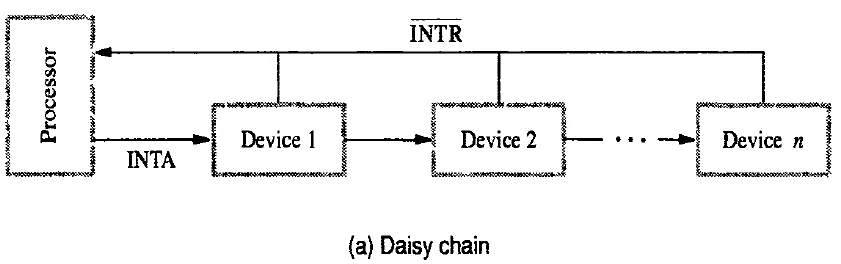 INTR
Processor
INTA
Device 1
Device 2
· · ·
Device n
(a) Daisy chain